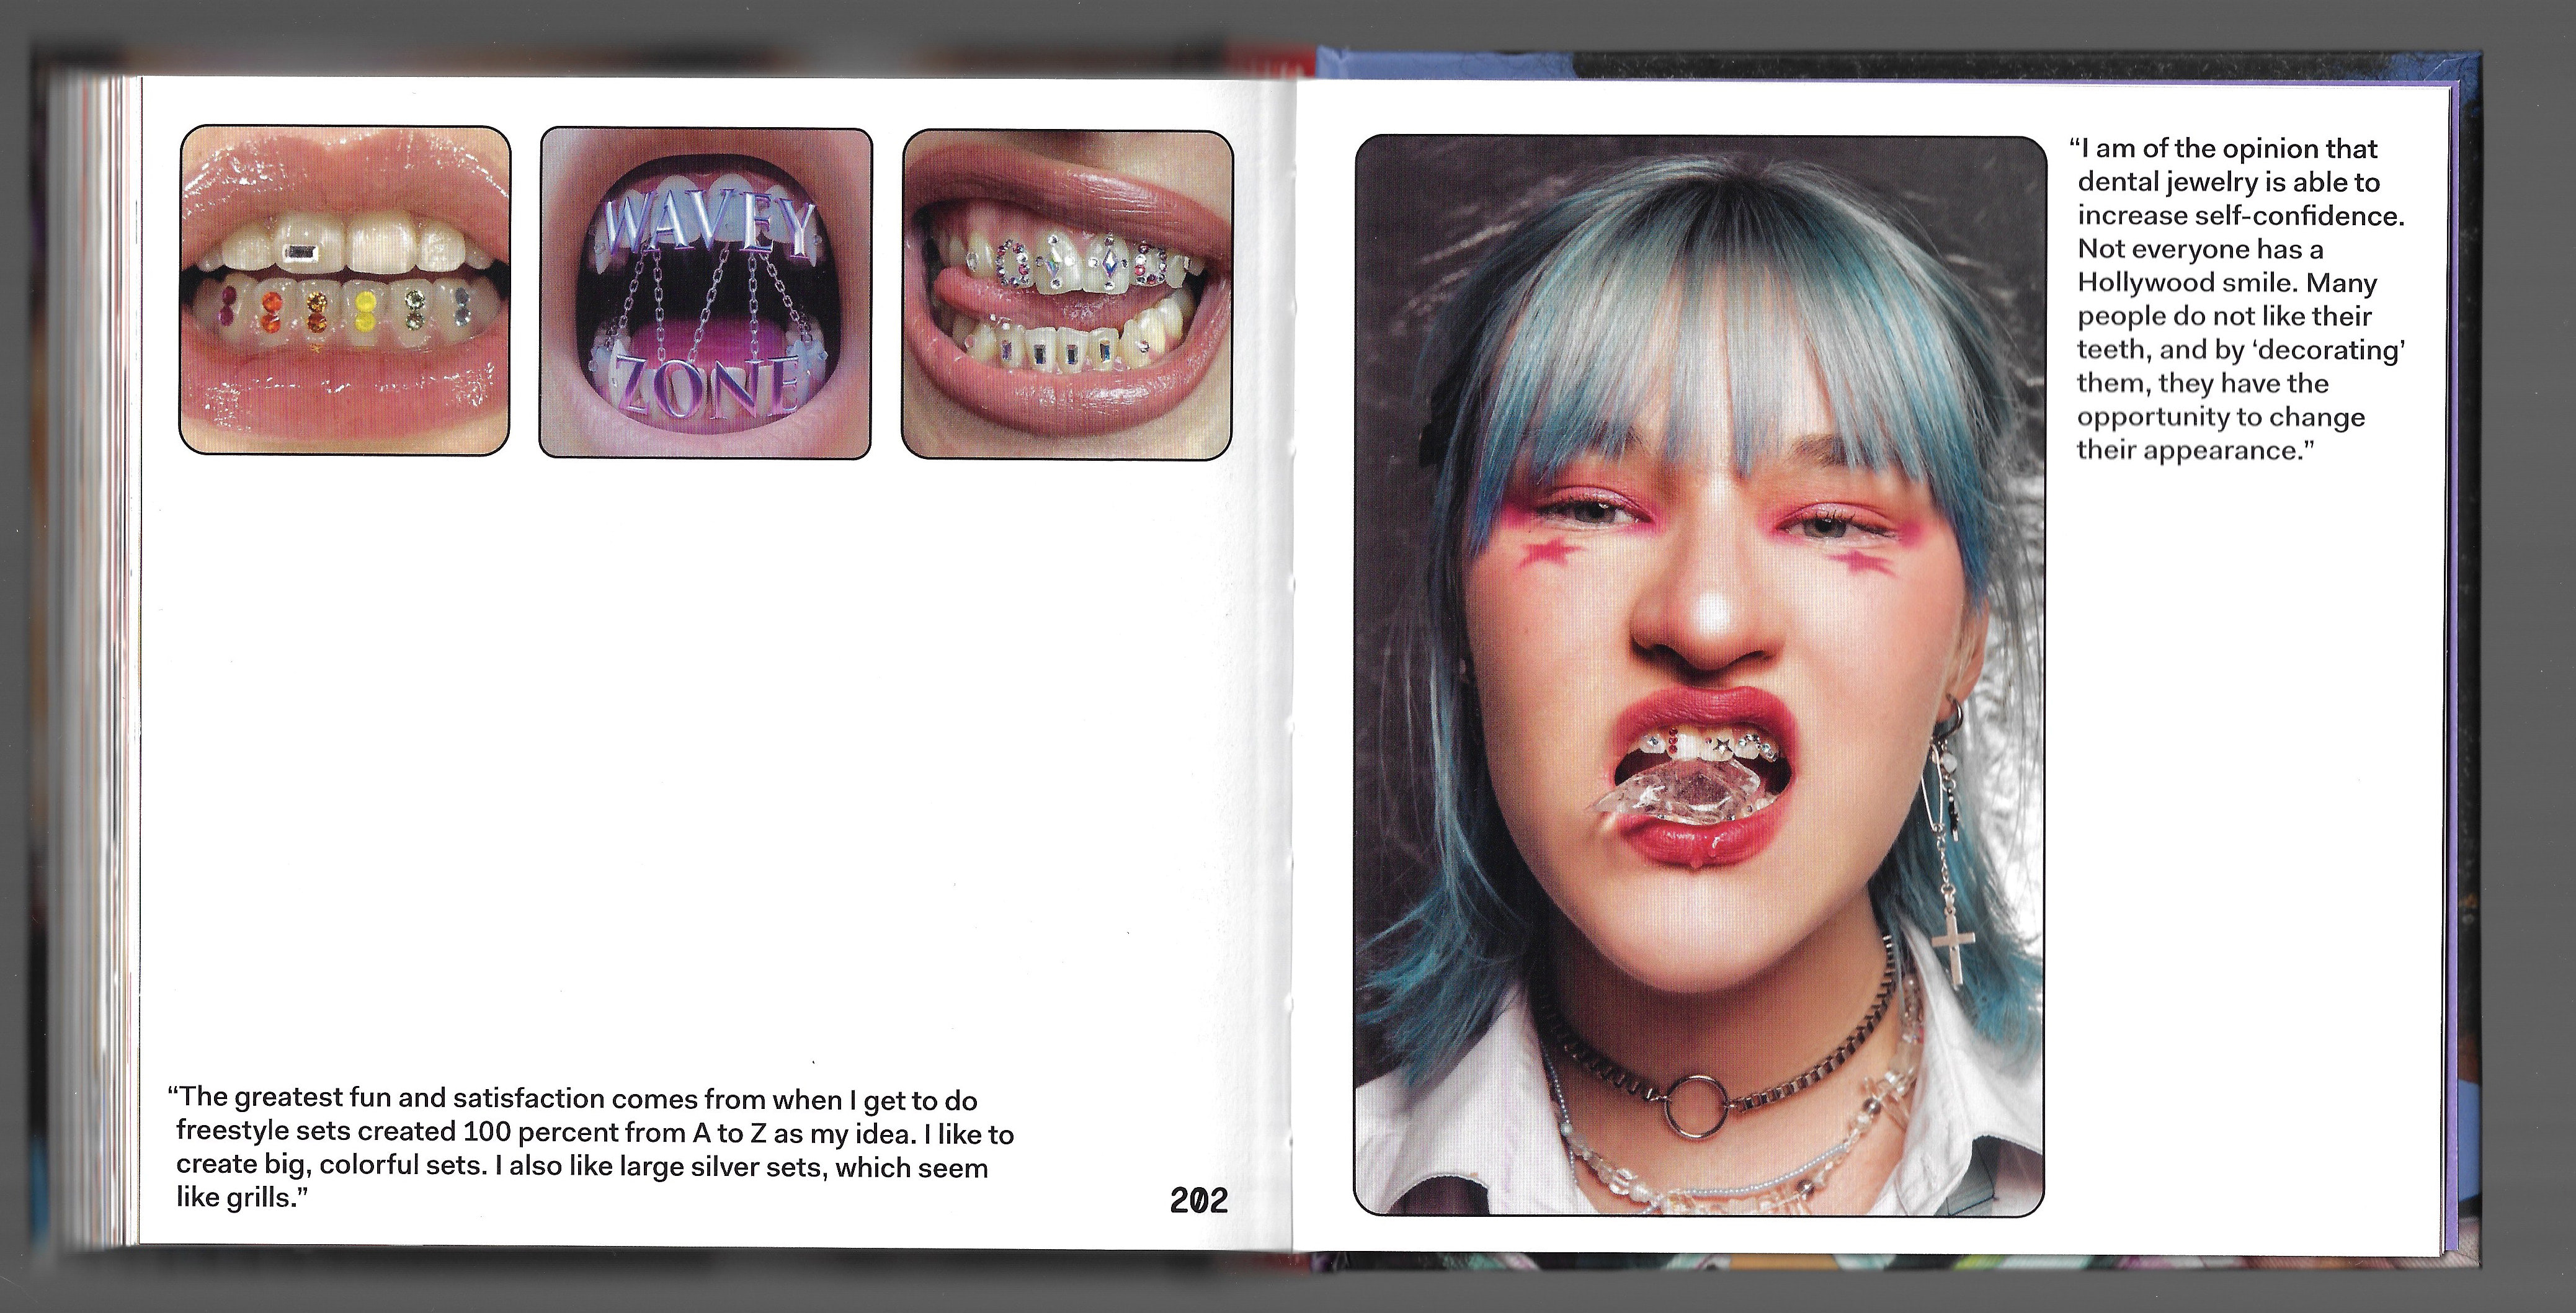 WAVEY
ZONE
“The greatest fun and satisfaction comes from when I get to do
freestyle sets created 100 percent from A to Z as my idea. I like to
create big, colorful sets. I also like large silver sets, which seem
like grills.”
202
“I am of the opinion that
dental jewelry is able to
increase self-confidence.
Not everyone has a
Hollywood smile. Many
people do not like their
teeth, and by ‘decorating’
them, they have the
opportunity to change
their appearance.”